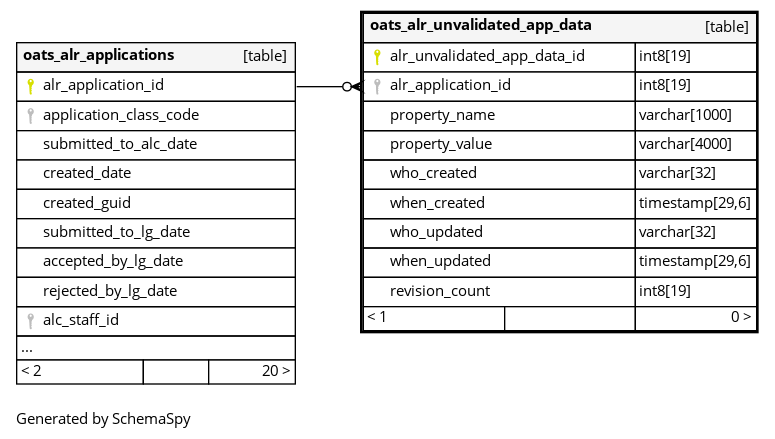 oats_alr_applications [table]
alr_application_id
application_class_code
submitted_to_alc_date
created_date
created_guid
submitted_to_lg_date
accepted_by_lg_date
rejected_by_lg_date
alc_staff_id
...
< 2 20 >
oats_alr_unvalidated_app_data [table]
alr_unvalidated_app_data_id int8[19]
alr_application_id int8[19]
property_name varchar[1000]
property_value varchar[4000]
who_created varchar[32]
when_created timestamp[29,6]
who_updated varchar[32]
when_updated timestamp[29,6]
revision_count int8[19]
< 1 0 >
Generated by SchemaSpy